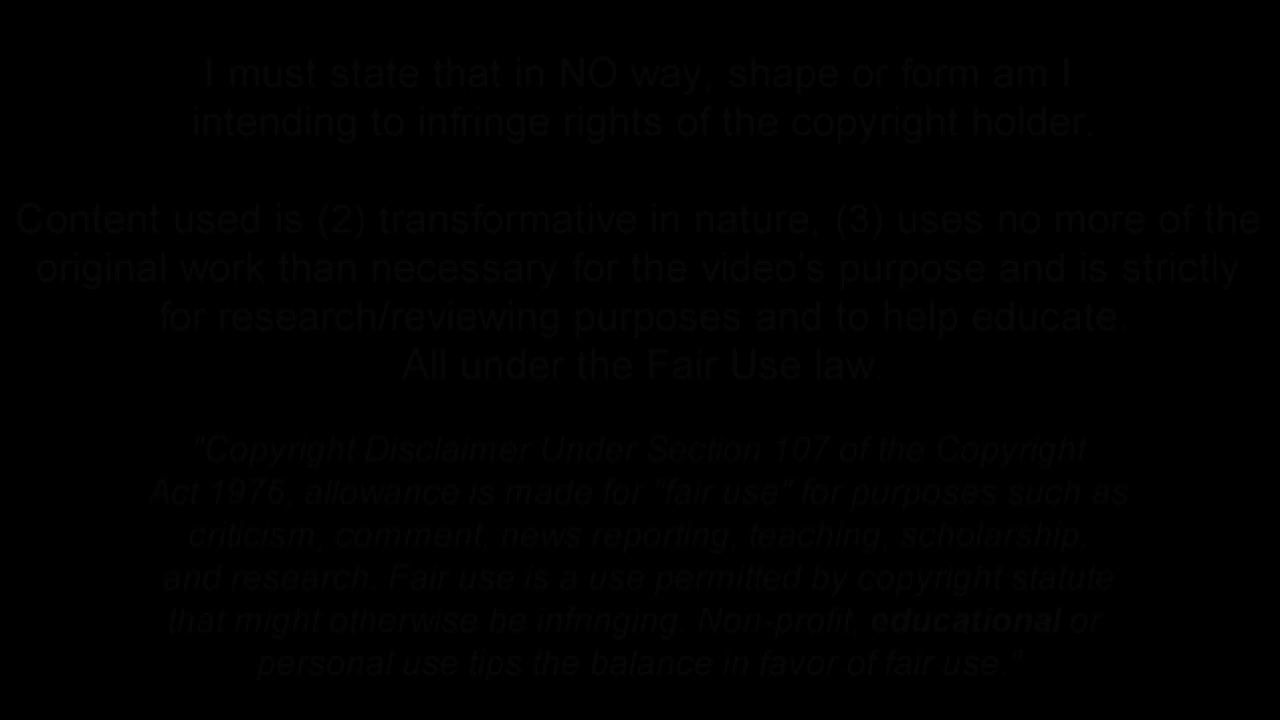 I must state that in NO way, shape or form am I
intending to infringe rights of the copyright holder.
Content used is (2) transformative in nature, (3) uses no more of the
original work than necessary for the video's purpose and is strictly
for research/reviewing purposes and to help educate.
All under the Fair Use law.
"Copyright Disclaimer Under Section 107 of the Copyright
Act 1976, allowance is made for "fair use" for purposes such as
criticism, comment, news reporting, teaching, scholarship,
and research. Fair use is a use permitted by copyright statute
that might otherwise be infringing. Non-profit, educational or
personal use tips the balance in favor of fair use."